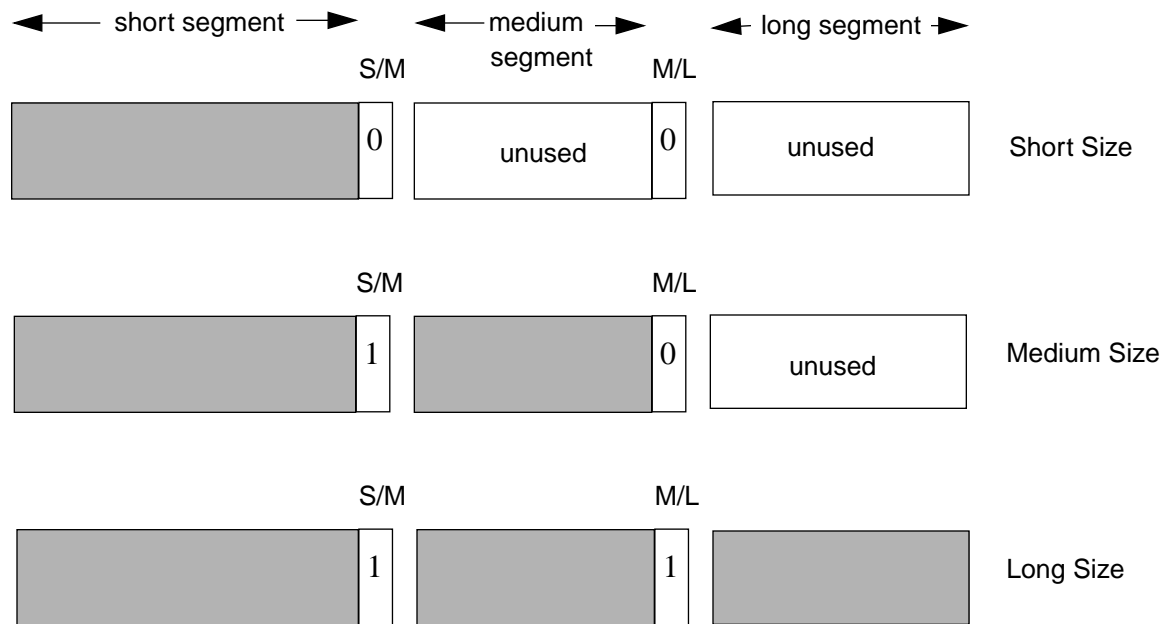 short segment
medium
segment
long segment
S/M
M/L
0
unused
0
unused
Short Size
S/M
M/L
1
0
unused
Medium Size
S/M
M/L
1
1
Long Size